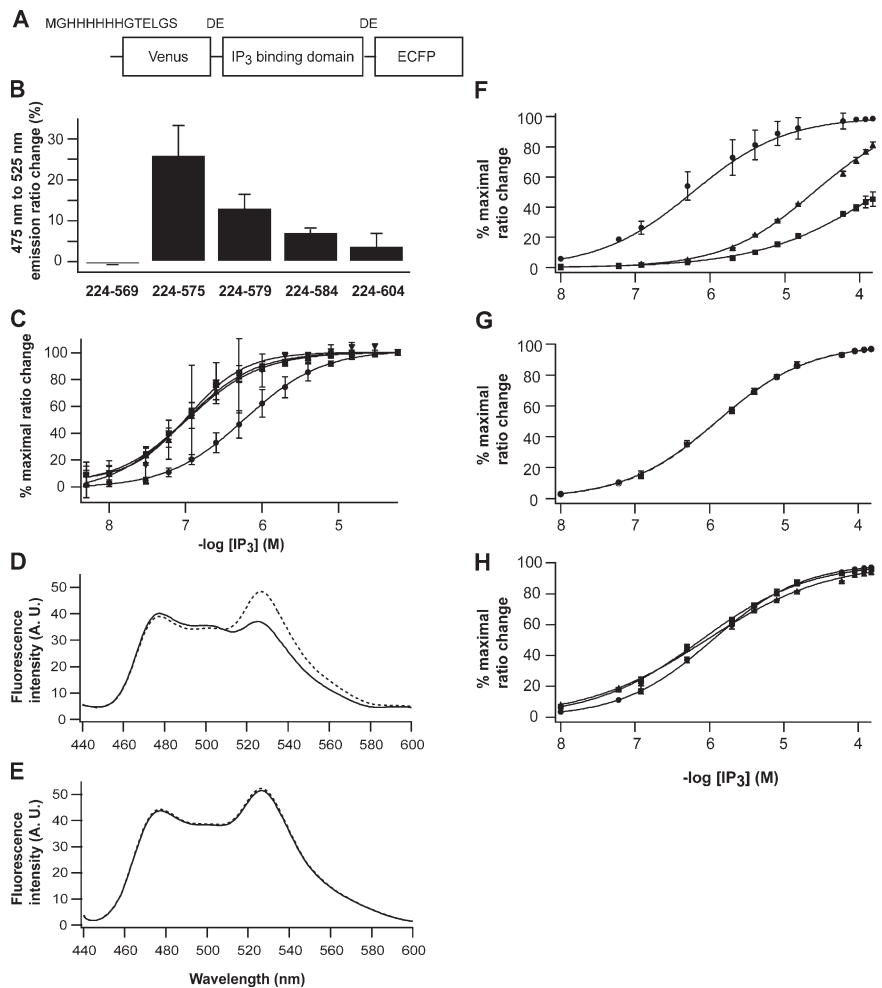 A
MGHHHHHHGTELGS DE DE
Venus
IP3 binding domain
ECFP
B
475 nm to 525 nm
emission ratio change (%)
30
20
10
0
224-569 224-575 224-579 224-584 224-604
C
% maximal ratio change
100
80
60
40
20
0
8 7 6 5
-log [IP3] (M)
D
Fluorescence
intensity (A. U.)
50
40
30
20
10
0
440 460 480 500 520 540 560 580 600
E
Fluorescence
intensity (A. U.)
50
40
30
20
10
0
440 460 480 500 520 540 560 580 600
Wavelength (nm)
F
% maximal
ratio change
100
80
60
40
20
0
8 7 6 5 4
G
% maximal
ratio change
100
80
60
40
20
0
8 7 6 5 4
H
% maximal
ratio change
100
80
60
40
20
0
8 7 6 5 4
-log [IP3] (M)